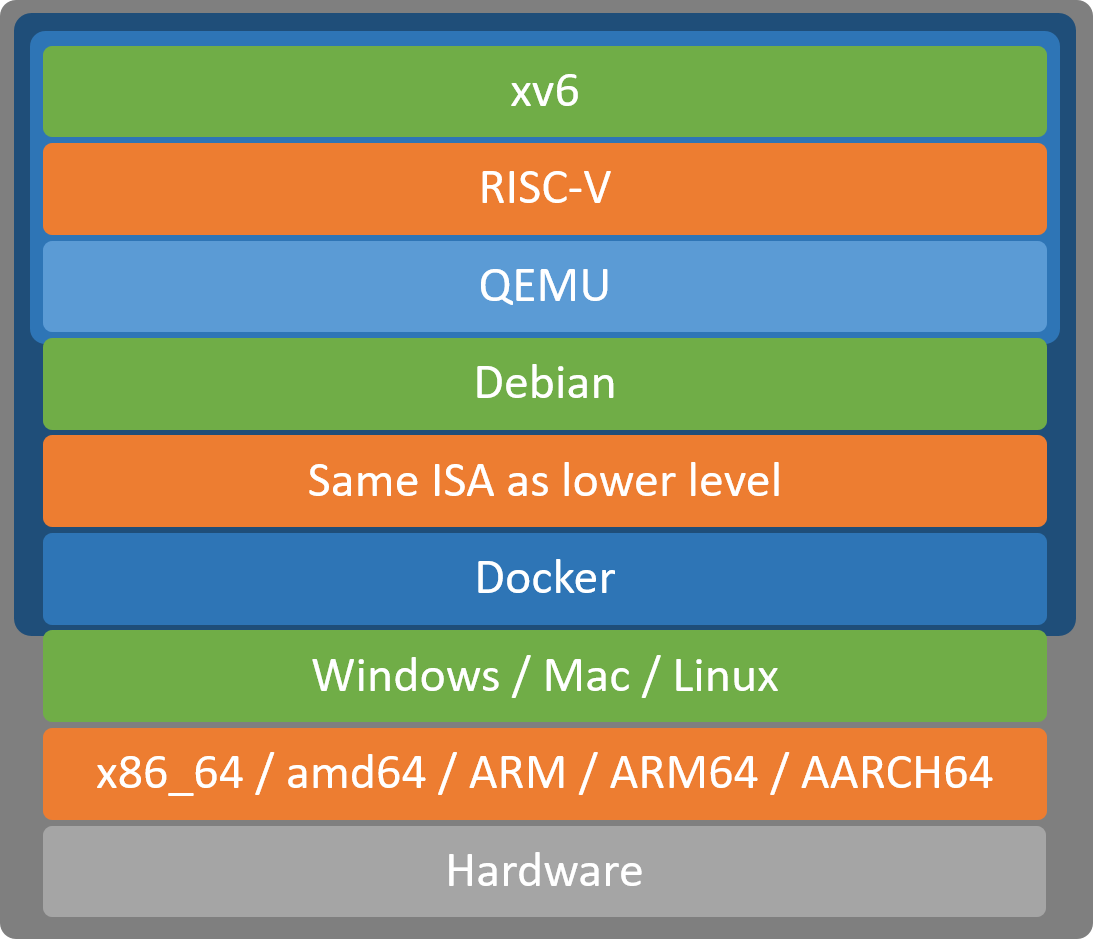 xv6
RISC-V
QEMU
Debian
Same ISA as lower level
Docker
Windows / Mac / Linux
x86_64 / amd64 / ARM / ARM64 / AARCH64
Hardware